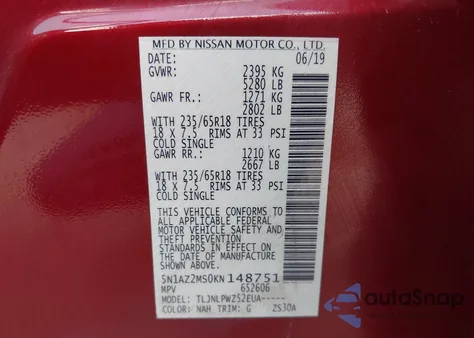 MFD BY NISSAN MOTOR CO., LTD.
DATE: 06/19
GVWR: 2395 KG
5280 LB
GAWR FR.: 1271 KG
2802 LB
WITH 235/65R18 TIRES
18 X 7.5 RIMS AT 33 PSI
COLD SINGLE
GAWR RR.: 1210 KG
2667 LB
WITH 235/65R18 TIRES
18 X 7.5 RIMS AT 33 PSI
COLD SINGLE
THIS VEHICLE CONFORMS TO
ALL APPLICABLE FEDERAL
MOTOR VEHICLE SAFETY AND
THEFT PREVENTION
STANDARDS IN EFFECT ON
THE DATE OF MANUFACTURE
SHOWN ABOVE.
5N1AZ2MS0KN148751
MPV 652606
MODEL: TLJNLPWZ52EUA-----
COLOR: NAH TRIM: G ZS30A
autoSnap